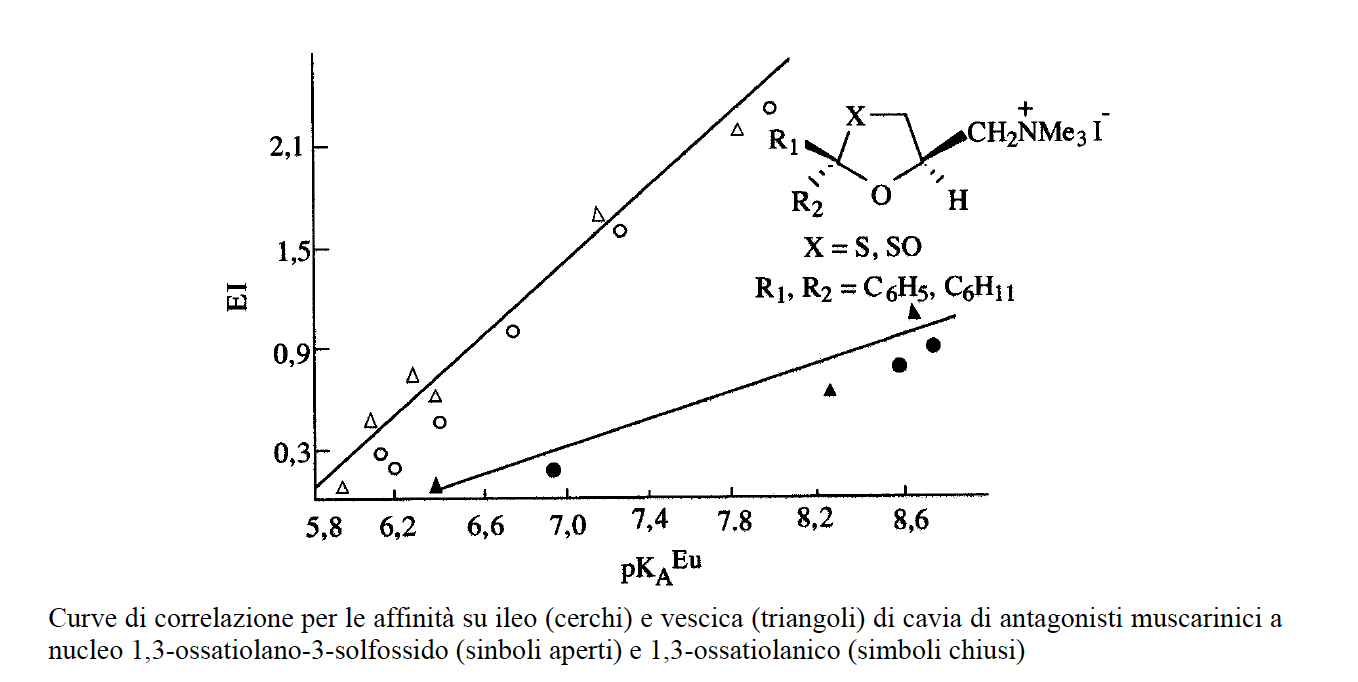 2,1
1,5
0,9
0,3
EI
5,8 6,2 6,6 7,0 7,4 7.8 8,2 8,6
pKA Eu
X
R1
R2
O
H
+
CH2NMe3 I-
X = S, SO
R1, R2 = C6H5, C6H11
Curve di correlazione per le affinità su ileo (cerchi) e vescica (triangoli) di cavia di antagonisti muscarinici a
nucleo 1,3-ossatiolano-3-solfossido (sinboli aperti) e 1,3-ossatiolanico (simboli chiusi)